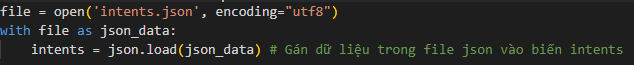 file = open('intents.json', encoding="utf8")
with file as json_data:
    intents = json.load(json_data) # Gán dữ liệu trong file json vào biến intents